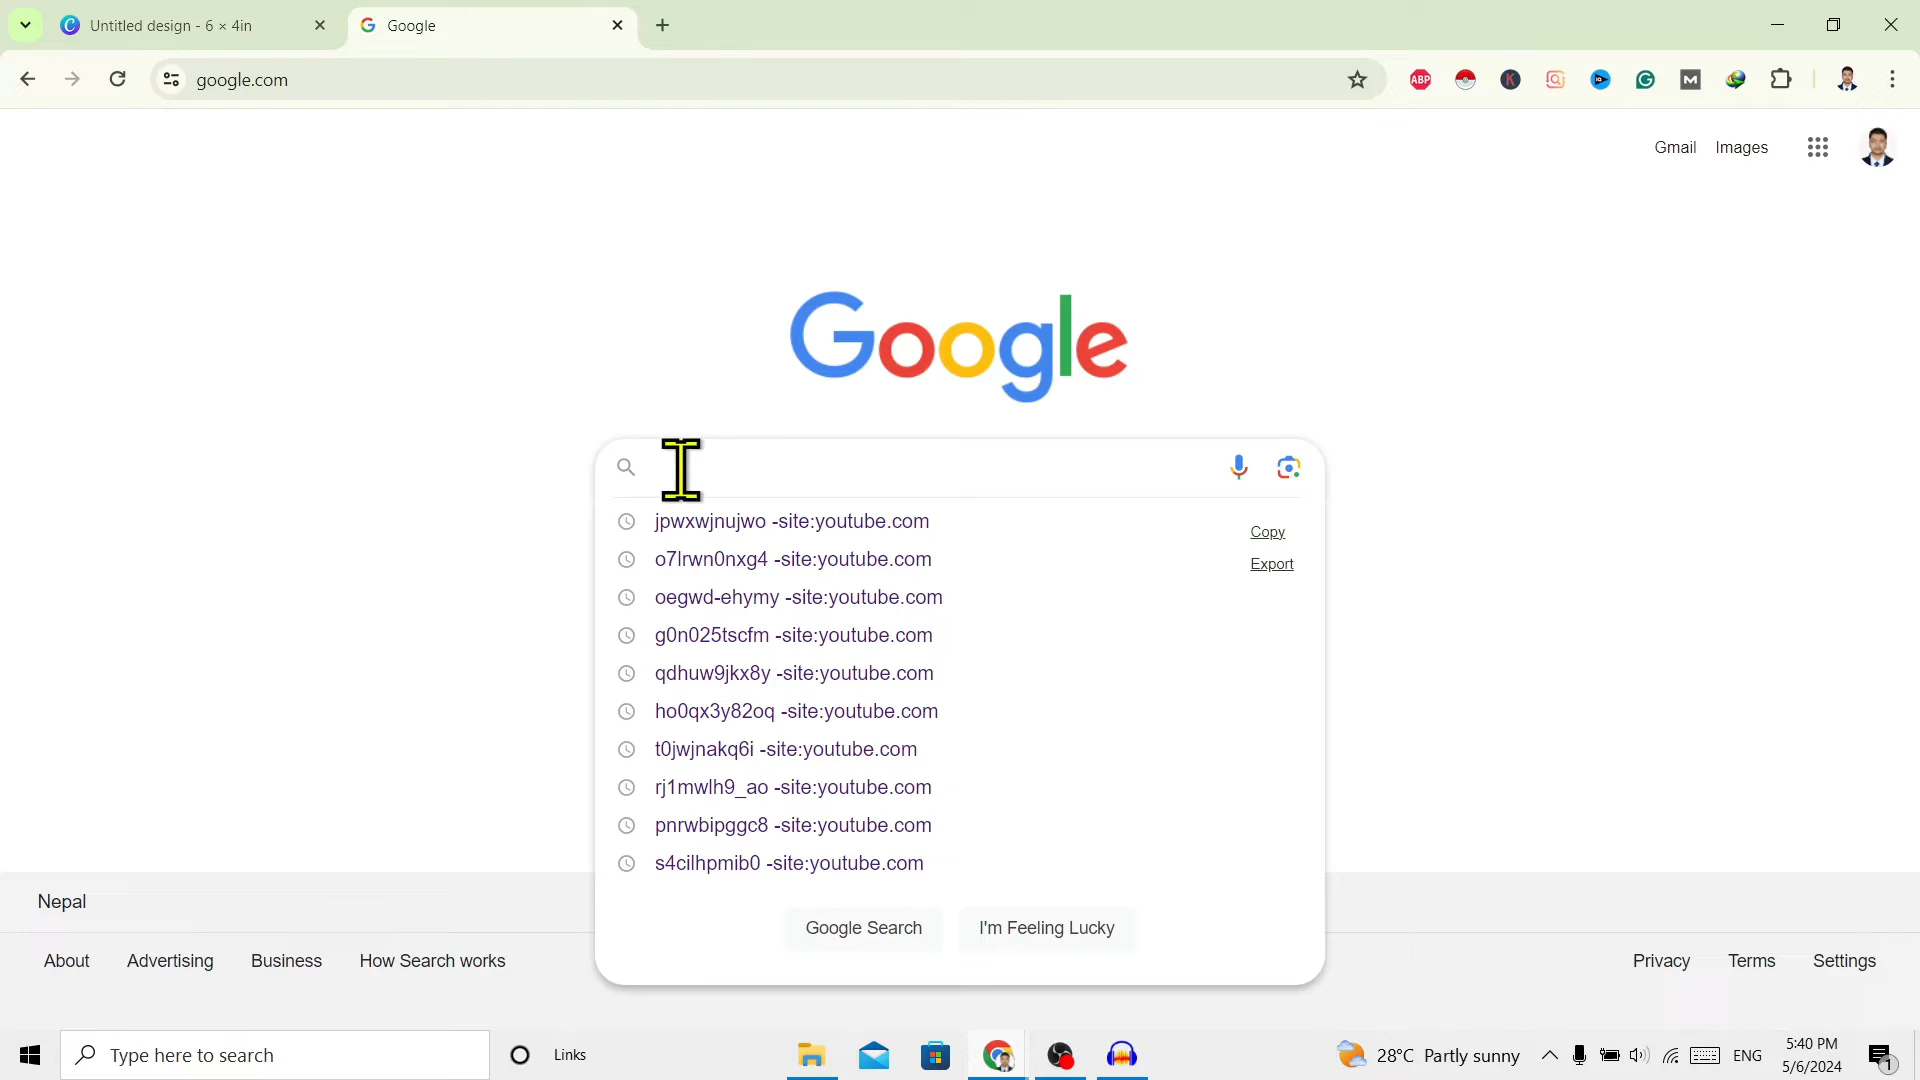 Untitled design - 6 × 4in
Google
google.com
ABP
K
IQ
G
M
Gmail Images
Google
jpwxwjnujwo -site:youtube.com
o7lrwn0nxg4 -site:youtube.com
oegwd-ehymy -site:youtube.com
g0n025tscfm -site:youtube.com
qdhuw9jkx8y -site:youtube.com
ho0qx3y82oq -site:youtube.com
t0jwjnakq6i -site:youtube.com
rj1mwlh9_ao -site:youtube.com
pnrwbipggc8 -site:youtube.com
s4cilhpmib0 -site:youtube.com
Copy
Export
Google Search I'm Feeling Lucky
Nepal
About Advertising Business How Search works Privacy Terms Settings
Type here to search
Links
28°C Partly sunny
ENG
5:40 PM
5/6/2024
1